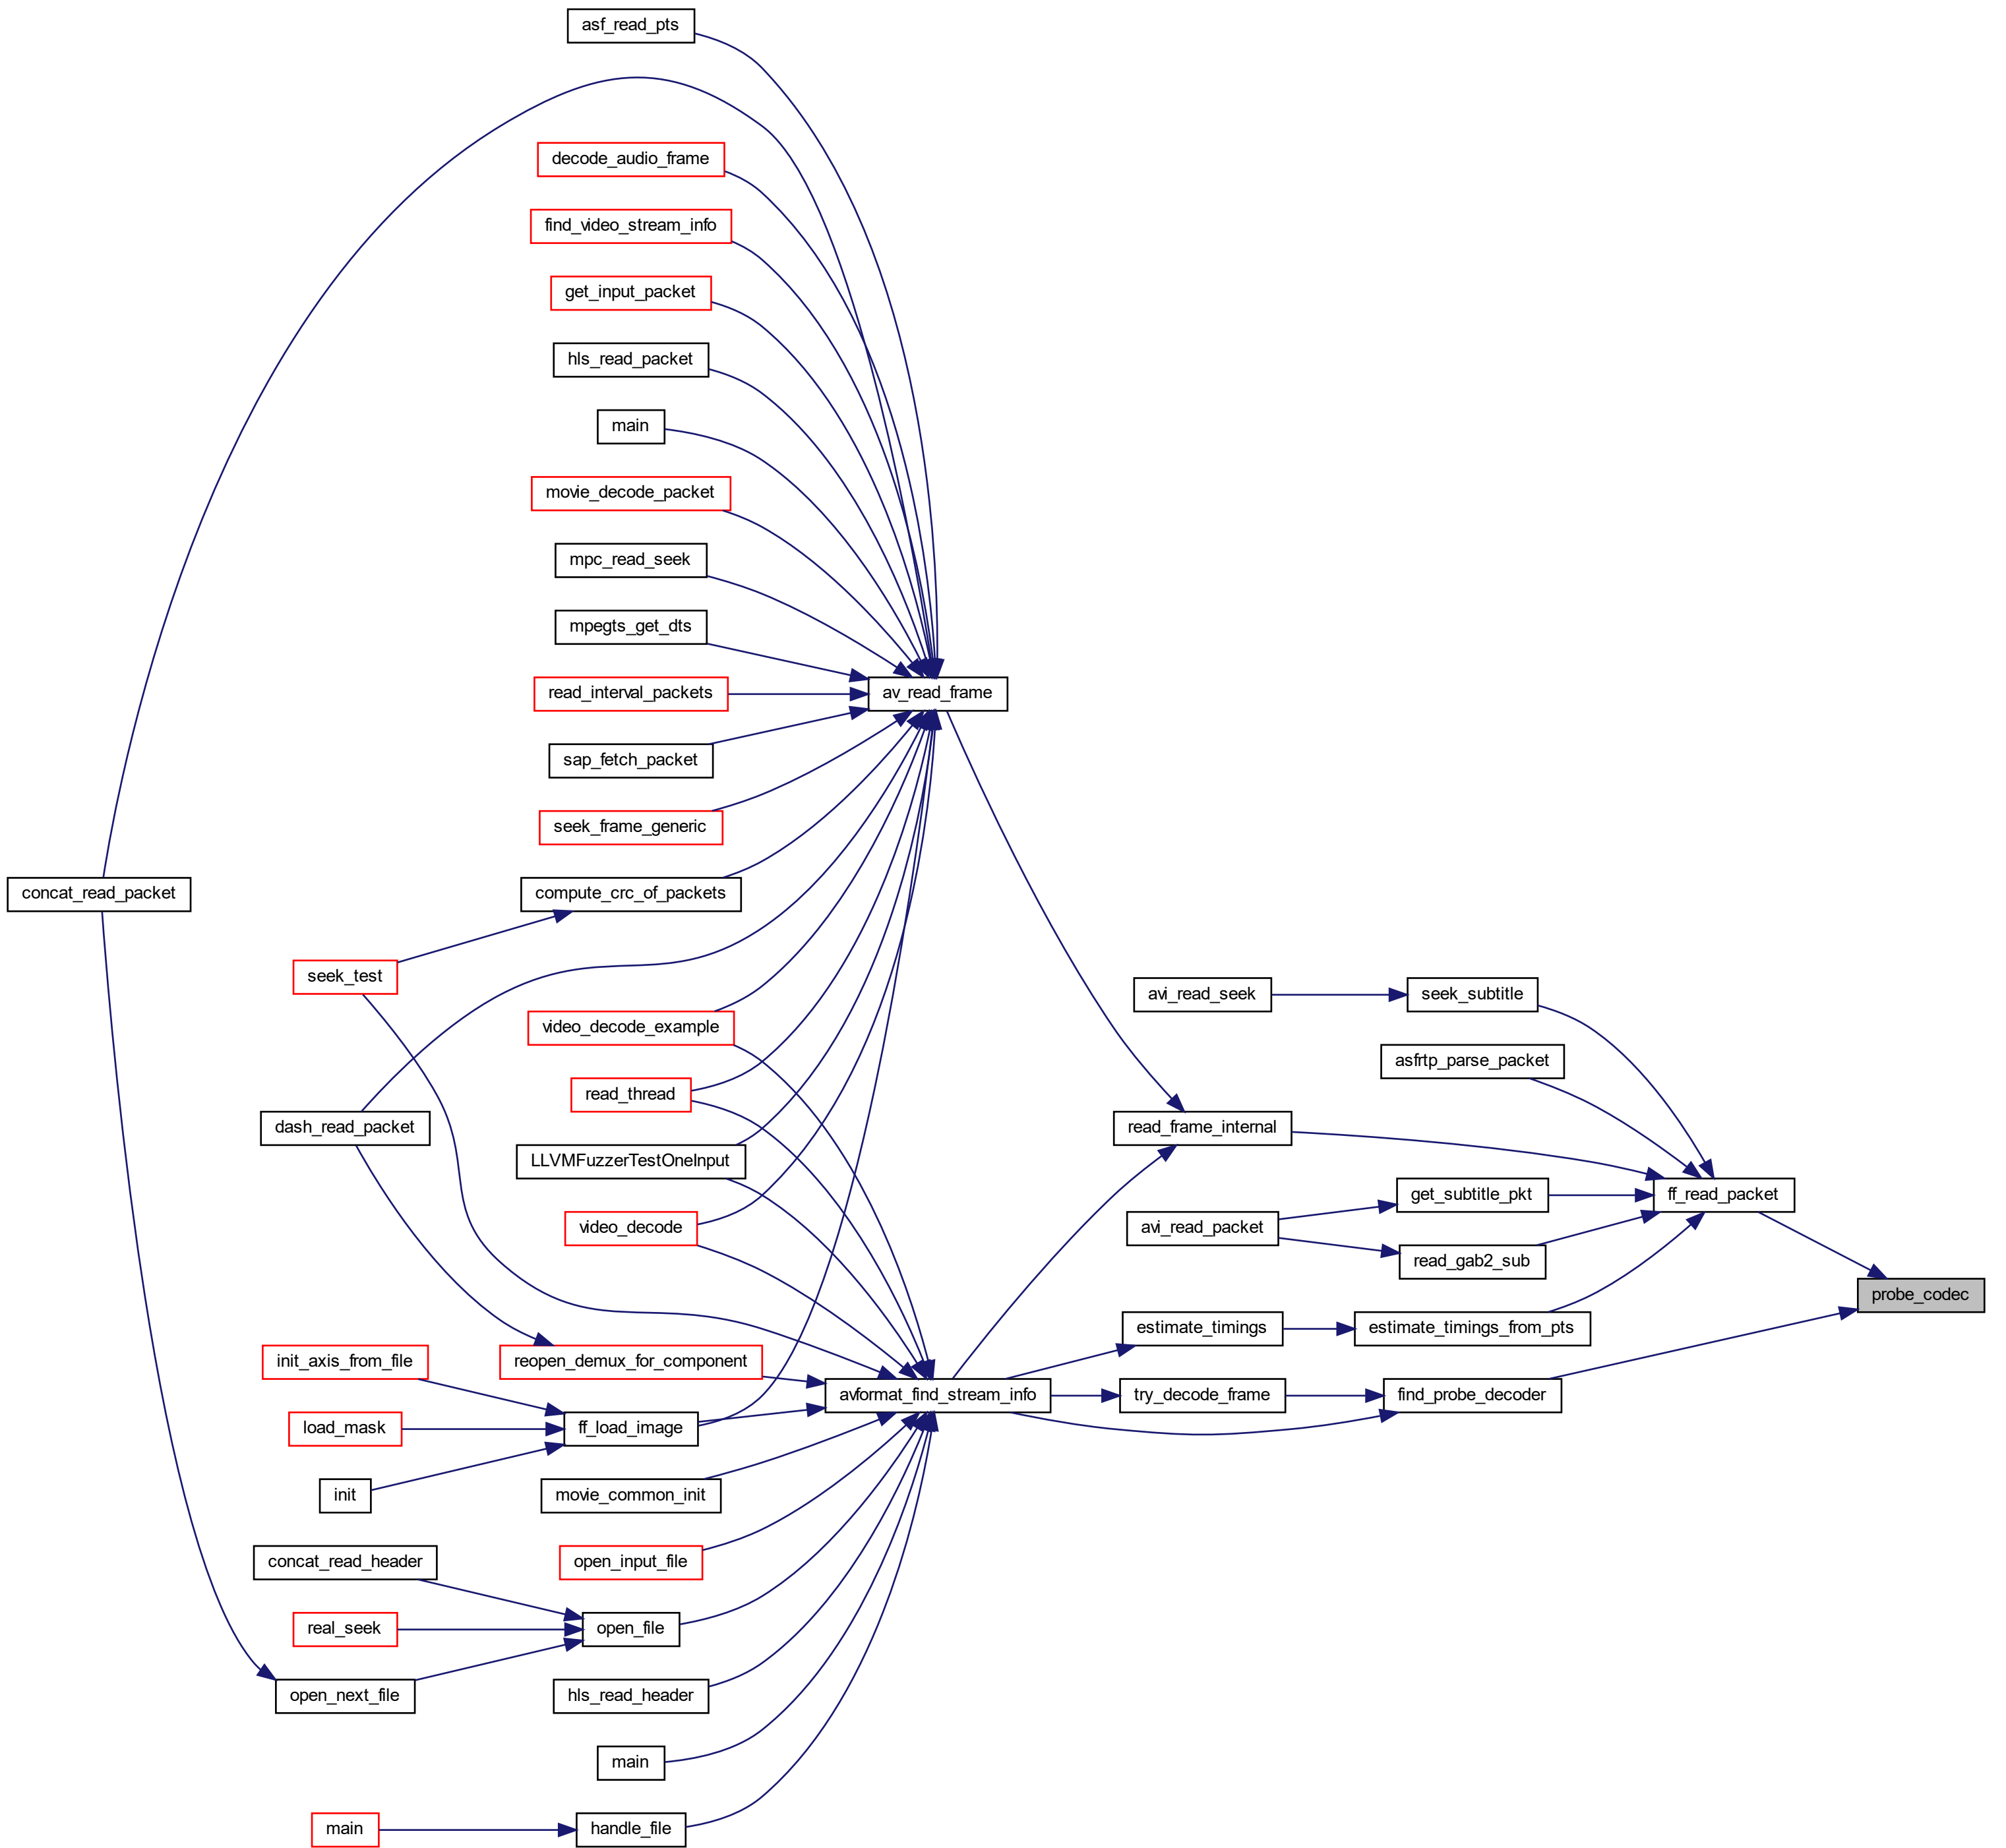 asf_read_pts
decode_audio_frame
find_video_stream_info
get_input_packet
hls_read_packet
main
movie_decode_packet
mpc_read_seek
mpegts_get_dts
read_interval_packets
av_read_frame
sap_fetch_packet
seek_frame_generic
concat_read_packet
compute_crc_of_packets
seek_test
avi_read_seek
seek_subtitle
video_decode_example
asfrtp_parse_packet
read_thread
dash_read_packet
read_frame_internal
LLVMFuzzerTestOneInput
get_subtitle_pkt
ff_read_packet
video_decode
avi_read_packet
read_gab2_sub
probe_codec
estimate_timings
estimate_timings_from_pts
init_axis_from_file
reopen_demux_for_component
avformat_find_stream_info
try_decode_frame
find_probe_decoder
load_mask
ff_load_image
init
movie_common_init
concat_read_header
open_input_file
real_seek
open_file
open_next_file
hls_read_header
main
main
handle_file